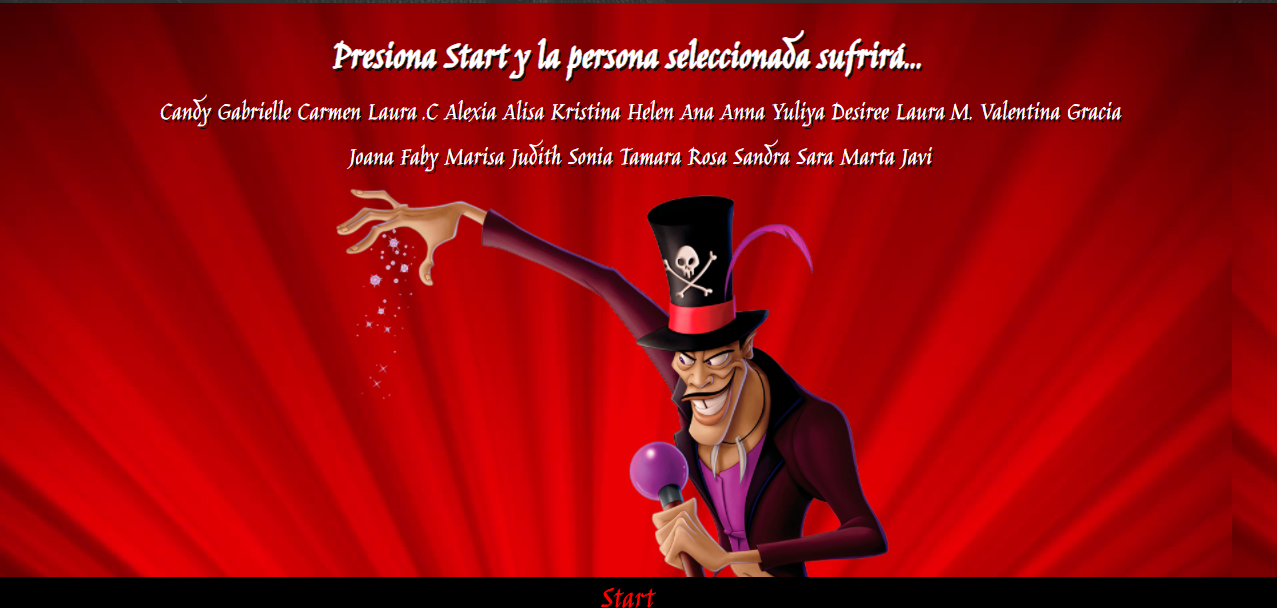 Presiona Start y la persona seleccionada sufrirá...
Candy Gabrielle Carmen Laura .C Alexia Alisa Kristina Helen Ana Anna Yuliya Desiree Laura M. Valentina Gracia
Joana Faby Marisa Judith Sonia Tamara Rosa Sandra Sara Marta Javi
Start